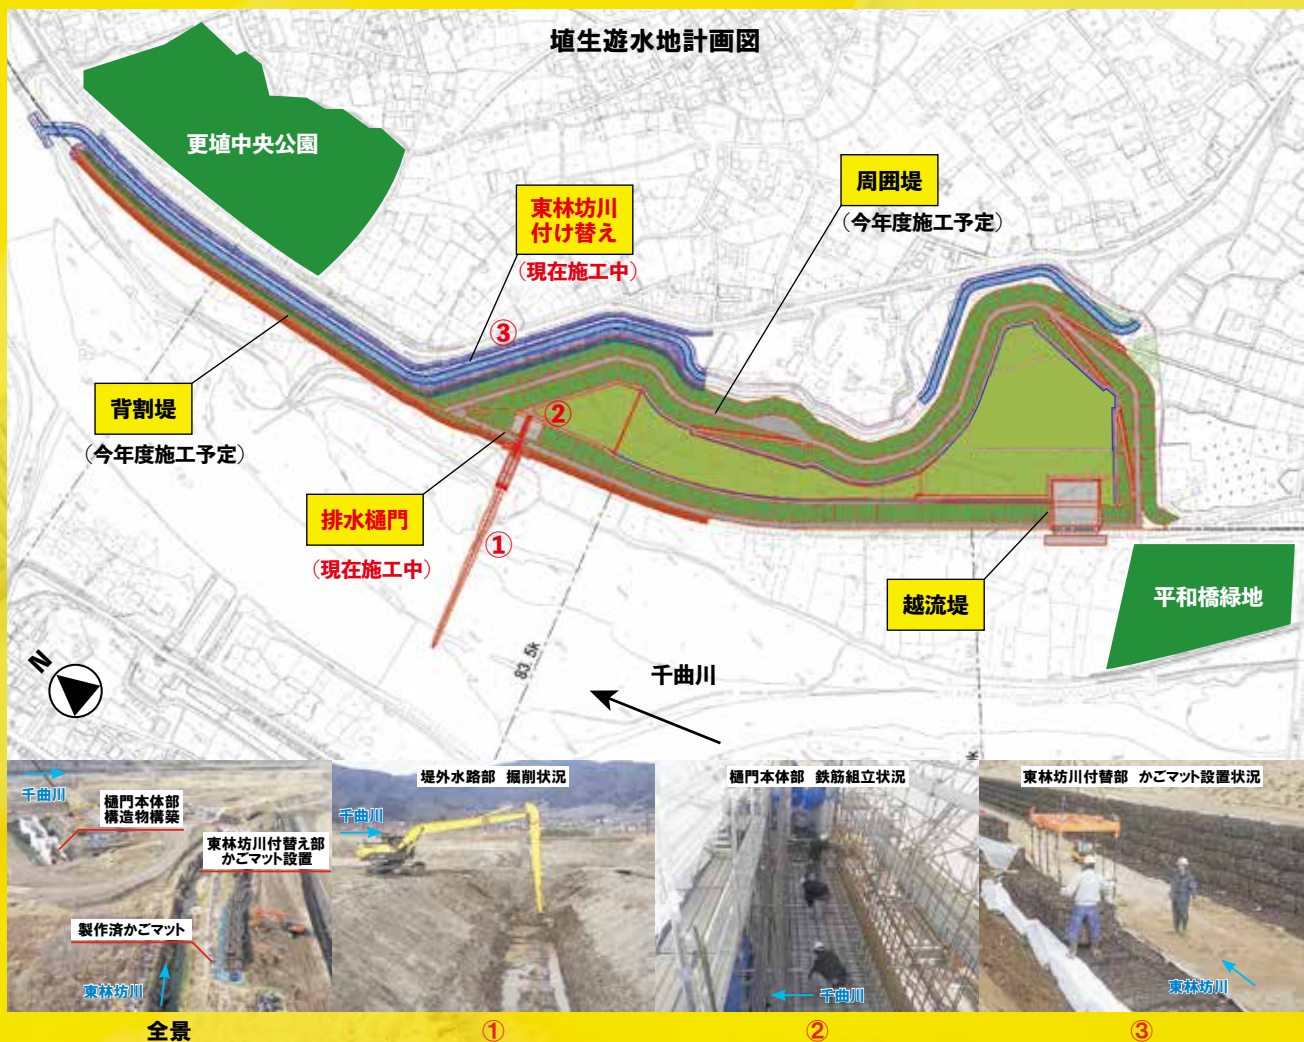 埴生遊水地計画図
更埴中央公園
東林坊川
付け替え
（現在施工中）
周囲堤
（今年度施工予定）
③
背割堤
（今年度施工予定）
②
排水樋門
（現在施工中）
①
越流堤
平和橋緑地
83.5k
千曲川
N
千曲川
樋門本体部
構造物構築
東林坊川付替え部
かごマット設置
製作済かごマット
東林坊川
全景
堤外水路部 掘削状況
千曲川
①
樋門本体部 鉄筋組立状況
千曲川
②
東林坊川付替部 かごマット設置状況
東林坊川
③